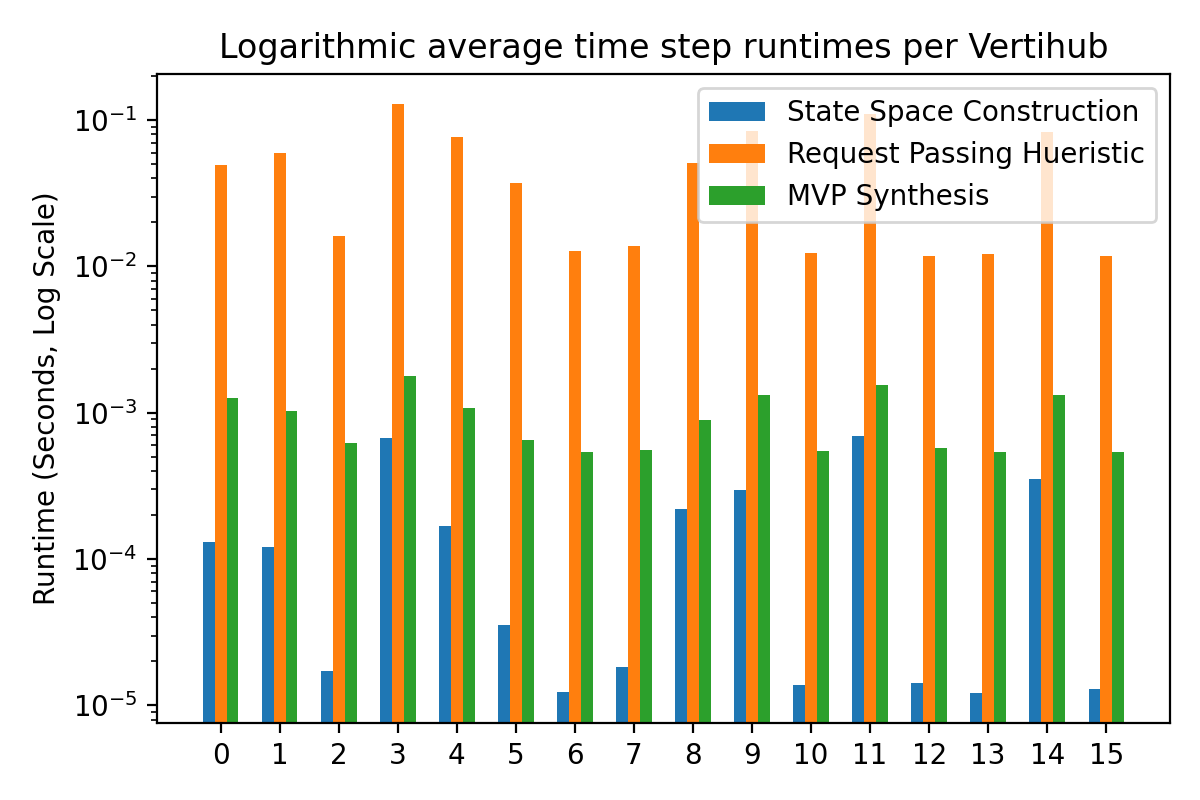 Logarithmic average time step runtimes per Vertihub
State Space Construction
Request Passing Hueristic
MVP Synthesis
Runtime (Seconds, Log Scale)
10⁻¹
10⁻²
10⁻³
10⁻⁴
10⁻⁵
0 1 2 3 4 5 6 7 8 9 10 11 12 13 14 15